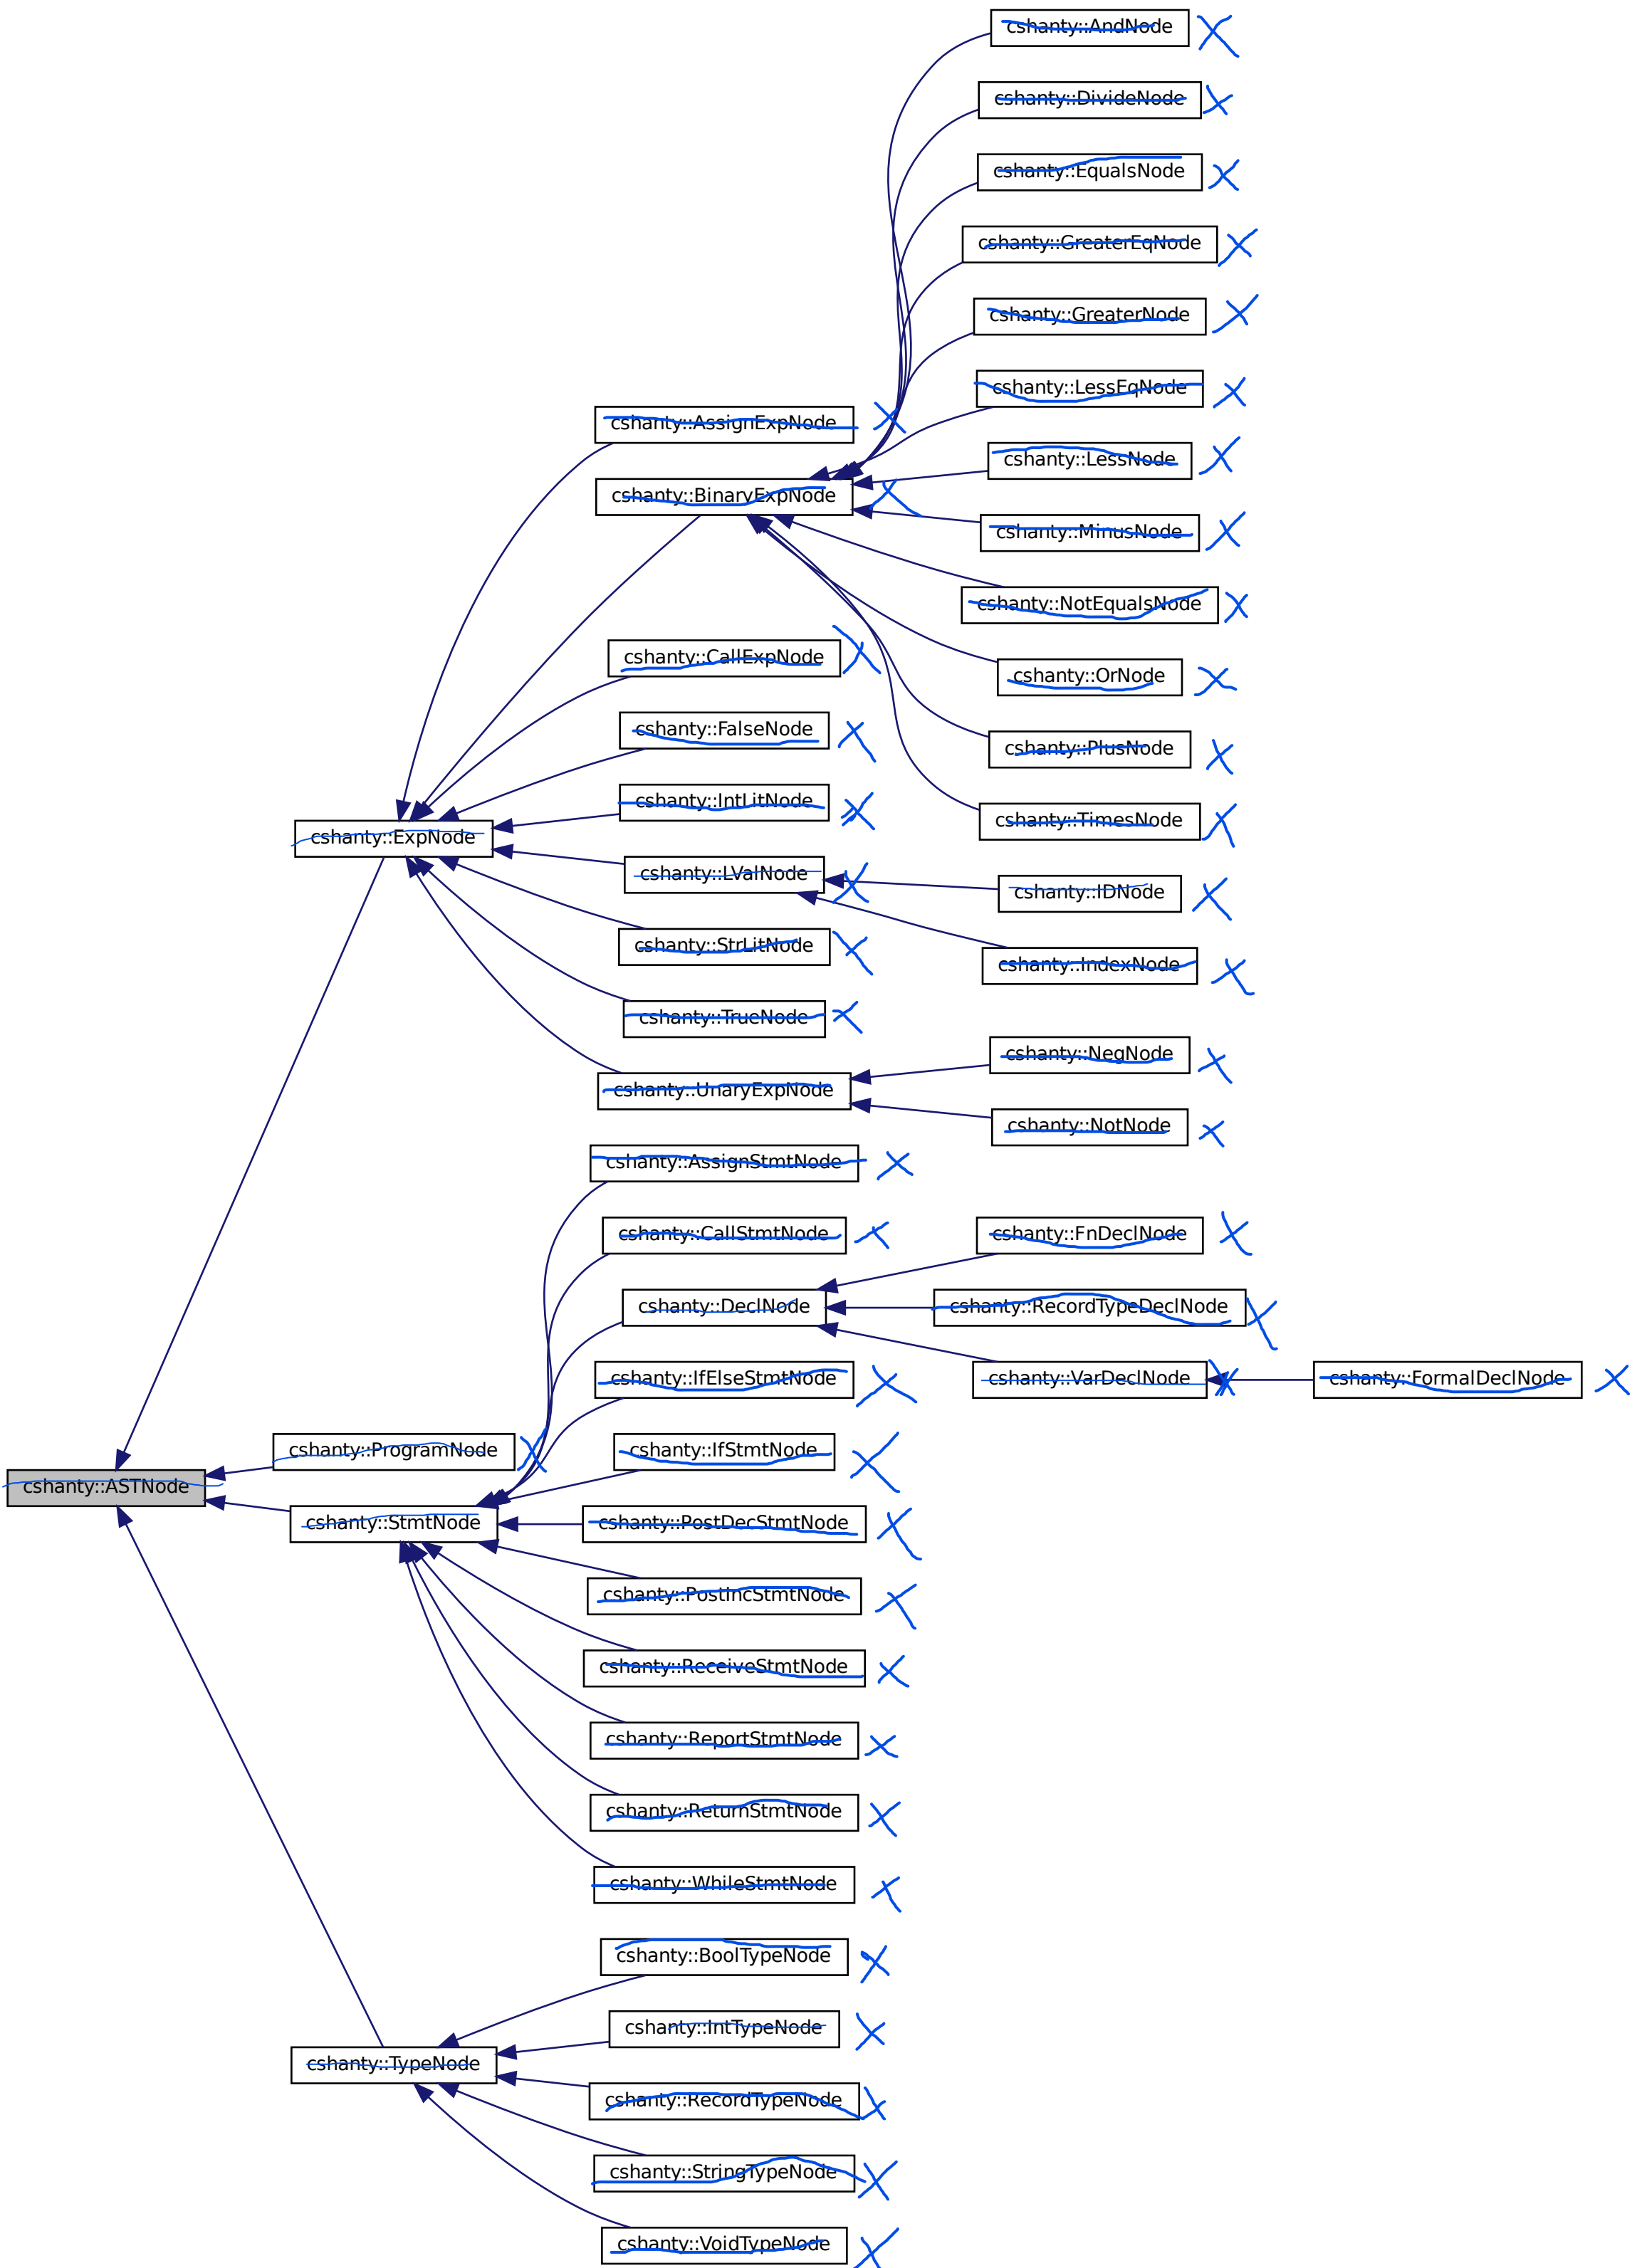 cshanty::AndNode
cshanty::DivideNode
cshanty::EqualsNode
cshanty::GreaterEqNode
cshanty::GreaterNode
cshanty::LessEqNode
cshanty::AssignExpNode
cshanty::LessNode
cshanty::BinaryExpNode
cshanty::MinusNode
cshanty::NotEqualsNode
cshanty::CallExpNode
cshanty::OrNode
cshanty::FalseNode
cshanty::PlusNode
cshanty::IntLitNode
cshanty::TimesNode
cshanty::ExpNode
cshanty::LValNode
cshanty::IDNode
cshanty::StrLitNode
cshanty::IndexNode
cshanty::TrueNode
cshanty::NegNode
cshanty::UnaryExpNode
cshanty::NotNode
cshanty::AssignStmtNode
cshanty::CallStmtNode
cshanty::FnDeclNode
cshanty::DeclNode
cshanty::RecordTypeDeclNode
cshanty::IfElseStmtNode
cshanty::VarDeclNode
cshanty::FormalDeclNode
cshanty::ProgramNode
cshanty::IfStmtNode
cshanty::ASTNode
cshanty::StmtNode
cshanty::PostDecStmtNode
cshanty::PostIncStmtNode
cshanty::ReceiveStmtNode
cshanty::ReportStmtNode
cshanty::ReturnStmtNode
cshanty::WhileStmtNode
cshanty::BoolTypeNode
cshanty::IntTypeNode
cshanty::TypeNode
cshanty::RecordTypeNode
cshanty::StringTypeNode
cshanty::VoidTypeNode